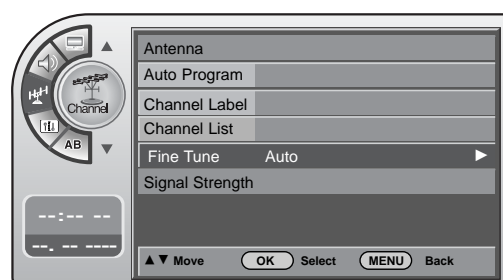 Antenna
Auto Program
Channel Label
Channel List
Fine Tune Auto ►
Signal Strength
Channel
AB
--:-- --
--. -- ----
▲▼ Move OK Select MENU Back